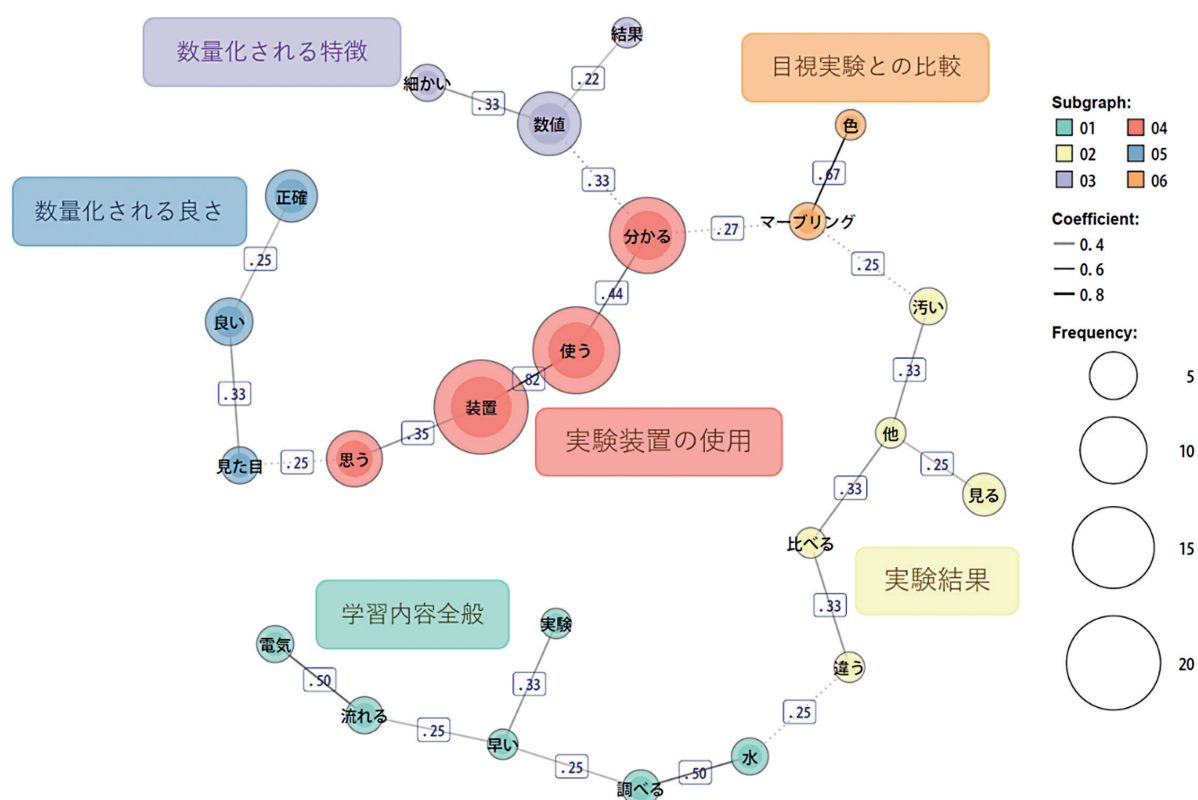 数量化される特徴
結果
細かい
.22
.33
数値
目視実験との比較
色
.67
マーブリング
.33
分かる
.27
.25
汚い
数量化される良さ
正確
.25
良い
.33
見た目
.25
思う
.35
装置
.82
使う
.44
実験装置の使用
.33
他
.25
見る
.33
比べる
.33
違う
実験結果
.25
学習内容全般
電気
.50
流れる
.25
早い
.33
実験
.25
調べる
.50
水
Subgraph:
01 04
02 05
03 06
Coefficient:
0.4
0.6
0.8
Frequency:
5
10
15
20